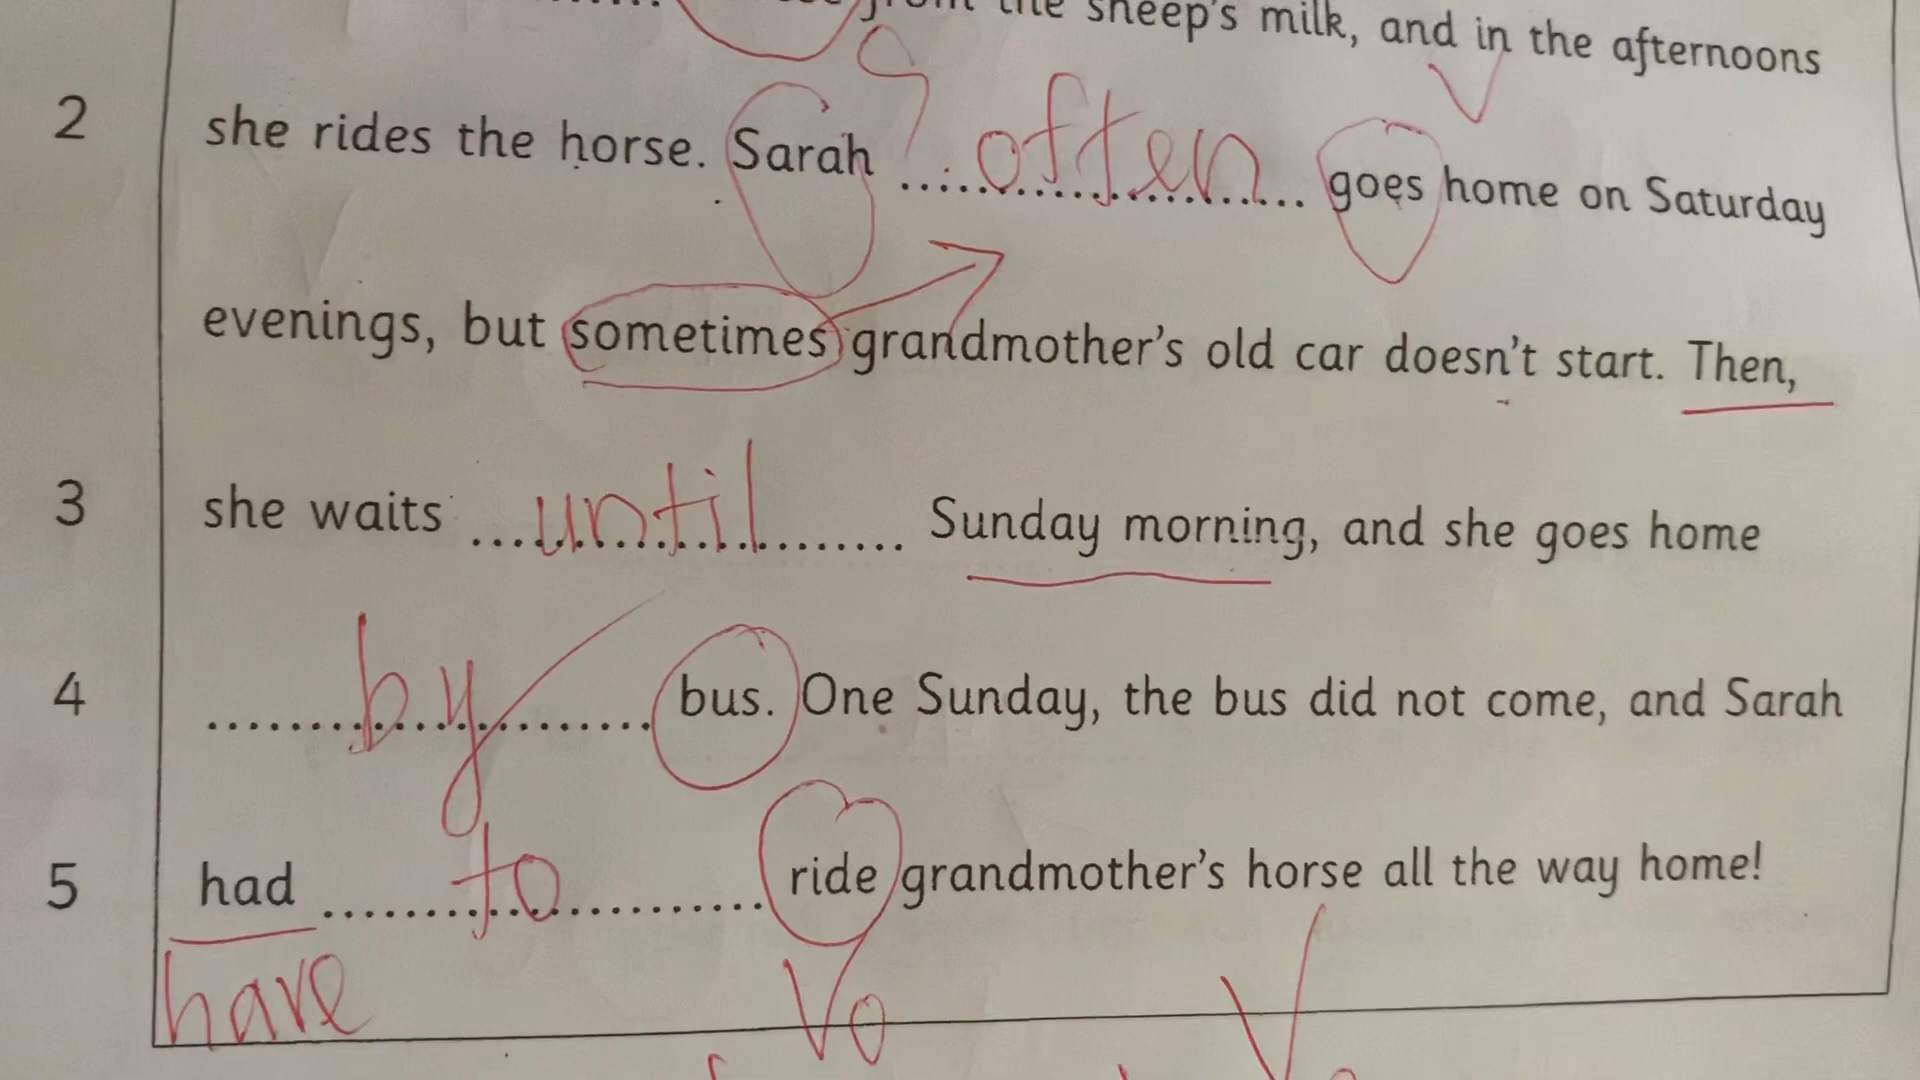 the sheep's milk, and in the afternoons
2 she rides the horse. Sarah ...often... goes home on Saturday
evenings, but sometimes grandmother's old car doesn't start. Then,
3 she waits ...until... Sunday morning, and she goes home
4 ...by... bus. One Sunday, the bus did not come, and Sarah
5 had ...to... ride grandmother's horse all the way home!
have
Vo
V